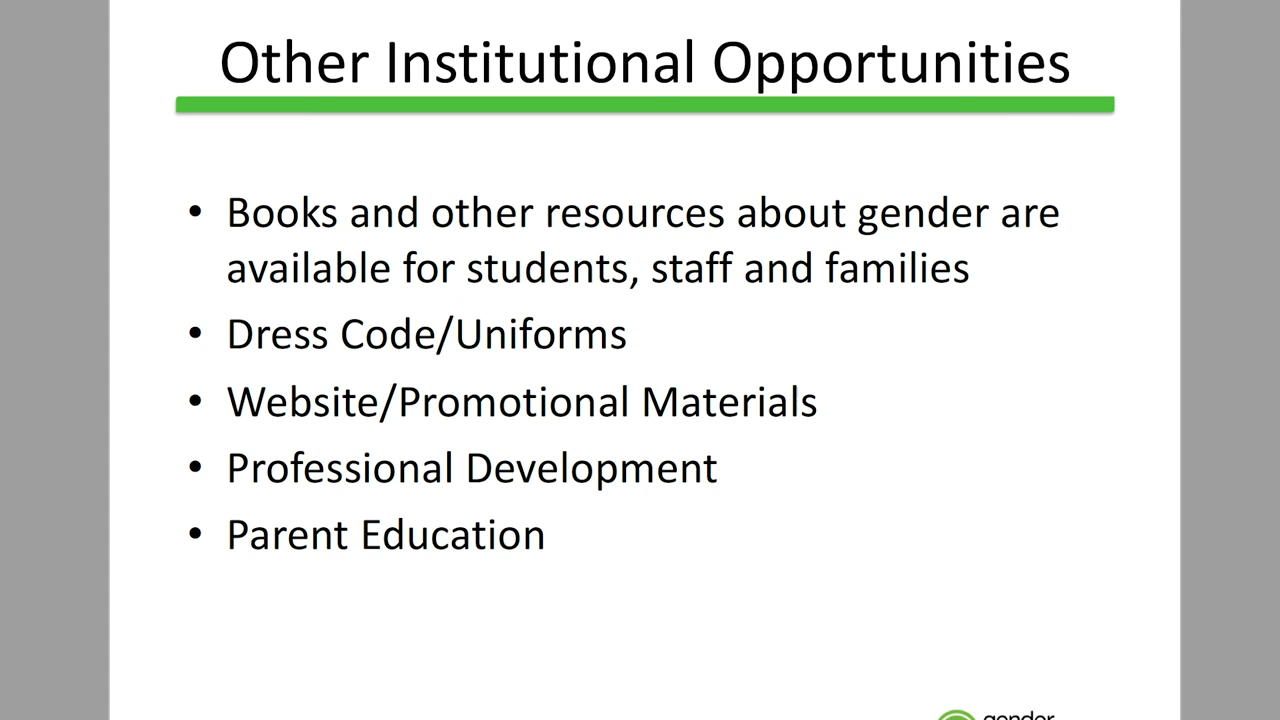 Other Institutional Opportunities
• Books and other resources about gender are
available for students, staff and families
• Dress Code/Uniforms
• Website/Promotional Materials
• Professional Development
• Parent Education
gender